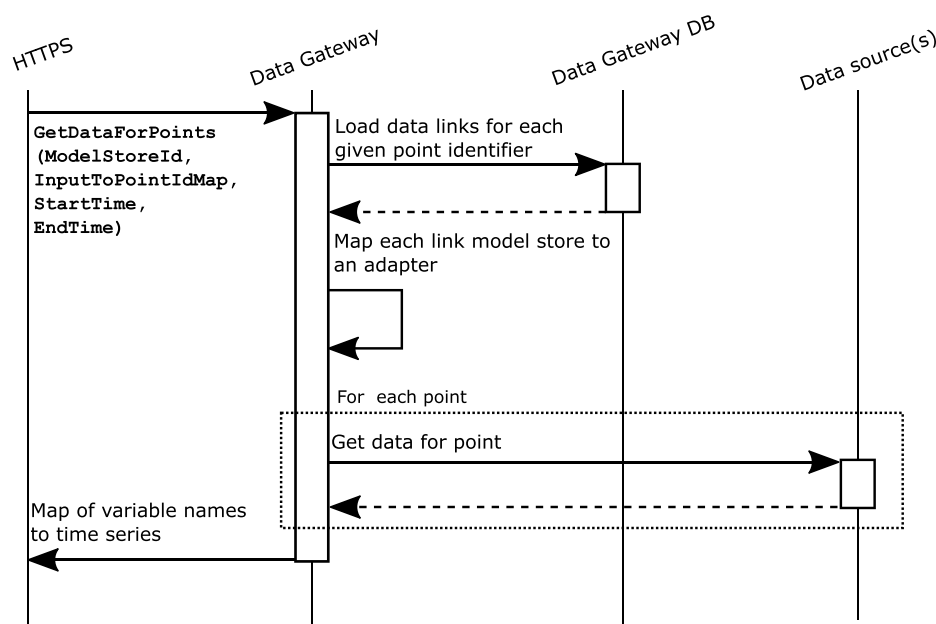 HTTPS
Data Gateway
Data Gateway DB
Data source(s)
GetDataForPoints
(ModelStoreId,
InputToPointIdMap,
StartTime,
EndTime)
Load data links for each
given point identifier
Map each link model store to
an adapter
For each point
Get data for point
Map of variable names
to time series